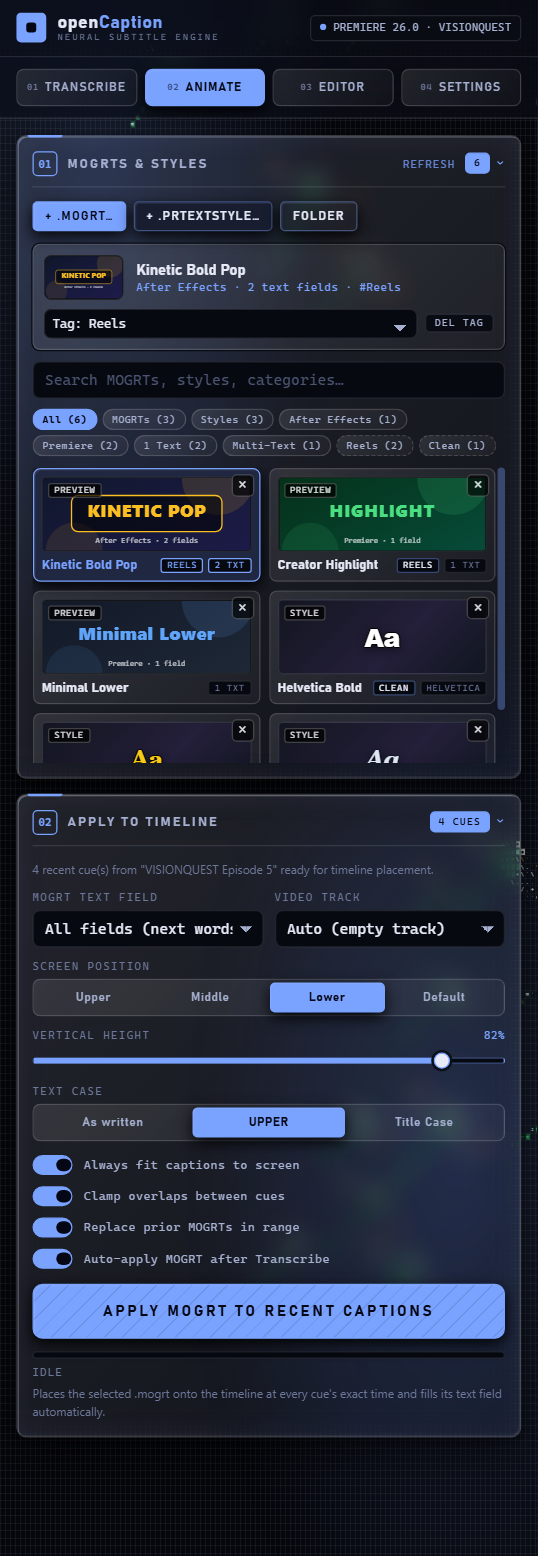 openCaption
NEURAL SUBTITLE ENGINE
PREMIERE 26.0 · VISIONQUEST
01 TRANSCRIBE
02 ANIMATE
03 EDITOR
04 SETTINGS
01 MOGRTS & STYLES
REFRESH 6
+ .MOGRT…
+ .PRTEXTSTYLE…
FOLDER
KINETIC POP
Kinetic Bold Pop
After Effects · 2 text fields · #Reels
Tag: Reels
DEL TAG
Search MOGRTs, styles, categories…
All (6)
MOGRTs (3)
Styles (3)
After Effects (1)
Premiere (2)
1 Text (2)
Multi-Text (1)
Reels (2)
Clean (1)
PREVIEW
×
KINETIC POP
After Effects · 2 fields
Kinetic Bold Pop REELS 2 TXT
PREVIEW
×
HIGHLIGHT
Premiere · 1 field
Creator Highlight REELS 1 TXT
PREVIEW
×
Minimal Lower
Premiere · 1 field
Minimal Lower 1 TXT
STYLE
×
Aa
Helvetica Bold CLEAN HELVETICA
STYLE
×
Aa
STYLE
×
Aa
02 APPLY TO TIMELINE
4 CUES
4 recent cue(s) from "VISIONQUEST Episode 5" ready for timeline placement.
MOGRT TEXT FIELD
VIDEO TRACK
All fields (next words
Auto (empty track)
SCREEN POSITION
Upper
Middle
Lower
Default
VERTICAL HEIGHT
82%
TEXT CASE
As written
UPPER
Title Case
Always fit captions to screen
Clamp overlaps between cues
Replace prior MOGRTs in range
Auto-apply MOGRT after Transcribe
APPLY MOGRT TO RECENT CAPTIONS
IDLE
Places the selected .mogrt onto the timeline at every cue's exact time and fills its text field
automatically.